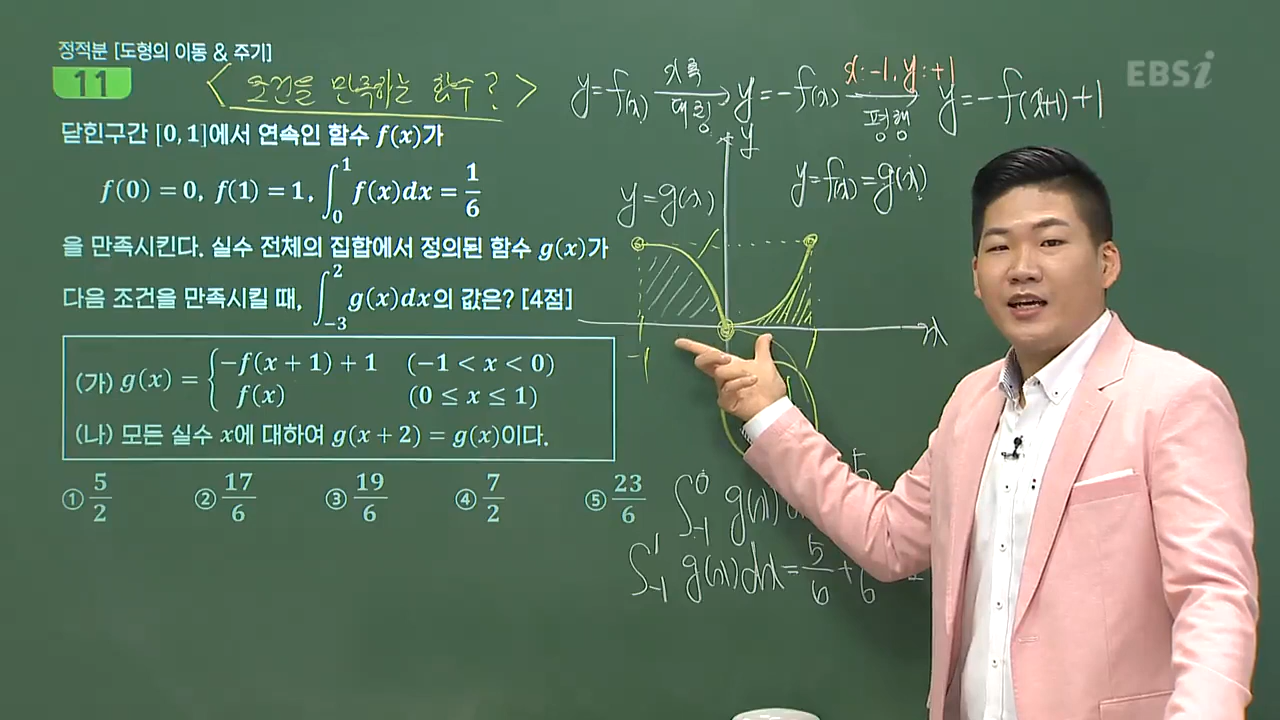 정적분 [도형의 이동 & 주기]
11
< 조건을 만족하는 함수? >
닫힌구간 [0, 1]에서 연속인 함수 f(x)가
f(0) = 0, f(1) = 1, ∫₀¹ f(x)dx = 1/6
을 만족시킨다. 실수 전체의 집합에서 정의된 함수 g(x)가
다음 조건을 만족시킬 때, ∫₋₃² g(x)dx의 값은? [4점]
(가) g(x) = { -f(x + 1) + 1 (-1 < x < 0)
f(x) (0 ≤ x ≤ 1)
(나) 모든 실수 x에 대하여 g(x + 2) = g(x)이다.
① 5/2 ② 17/6 ③ 19/6 ④ 7/2 ⑤ 23/6
EBSi
x축 x:-1, y:+1
y=f(x) → y=-f(x) → y=-f(x+1)+1
대칭 평행
y
y=f(x)=g(x)
y=g(x)
x
-1
1
∫₋₁⁰ g(x)
∫₋₁¹ g(x)dx = 5/6 +